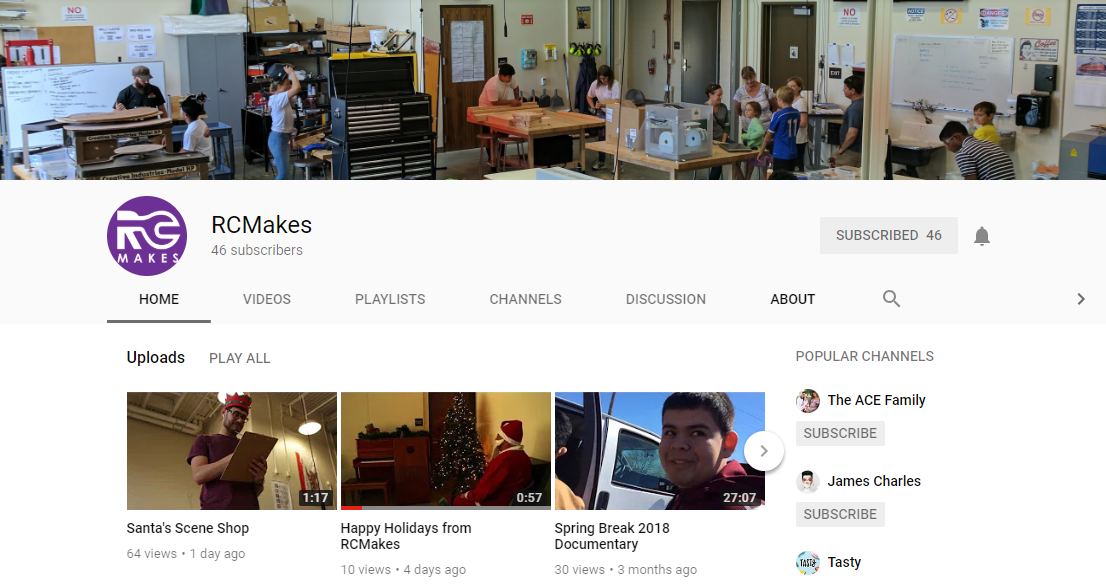 NO
NO
EXIT
RC
MAKES
RCMakes
46 subscribers
SUBSCRIBED 46
HOME
VIDEOS
PLAYLISTS
CHANNELS
DISCUSSION
ABOUT
Uploads
PLAY ALL
POPULAR CHANNELS
1:17
0:57
27:07
Santa's Scene Shop
64 views • 1 day ago
Happy Holidays from
RCMakes
10 views • 4 days ago
Spring Break 2018
Documentary
30 views • 3 months ago
The ACE Family
SUBSCRIBE
James Charles
SUBSCRIBE
TASTY
Tasty